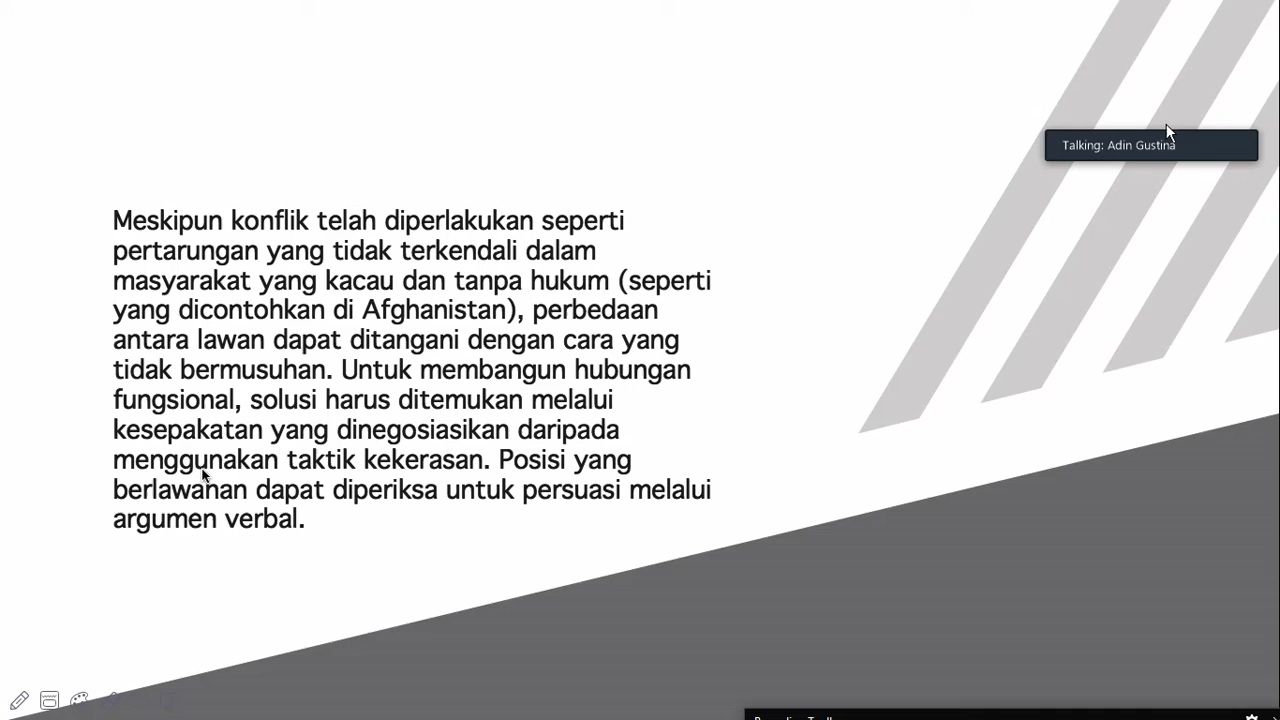 Talking: Adin Gustina
Meskipun konflik telah diperlakukan seperti
pertarungan yang tidak terkendali dalam
masyarakat yang kacau dan tanpa hukum (seperti
yang dicontohkan di Afghanistan), perbedaan
antara lawan dapat ditangani dengan cara yang
tidak bermusuhan. Untuk membangun hubungan
fungsional, solusi harus ditemukan melalui
kesepakatan yang dinegosiasikan daripada
menggunakan taktik kekerasan. Posisi yang
berlawanan dapat diperiksa untuk persuasi melalui
argumen verbal.